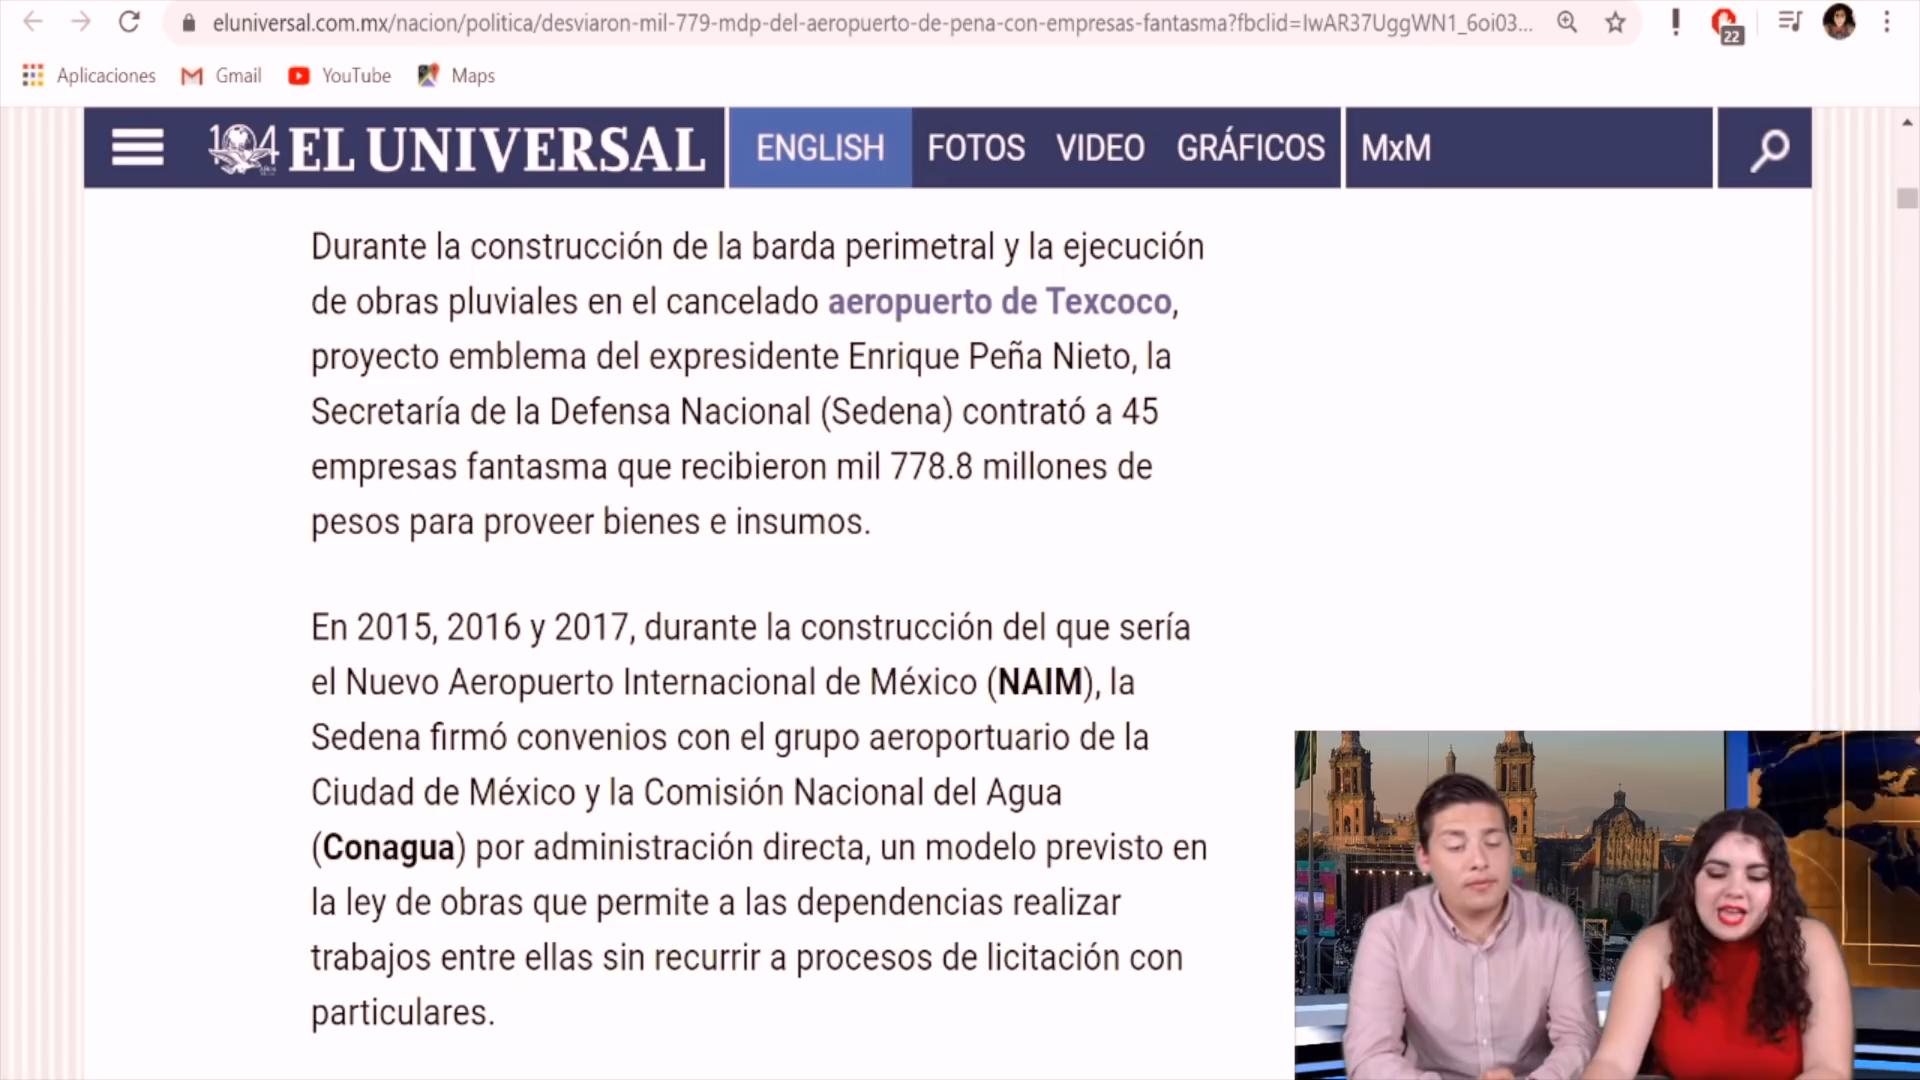 eluniversal.com.mx/nacion/politica/desviaron-mil-779-mdp-del-aeropuerto-de-pena-con-empresas-fantasma?fbclid=IwAR37UggWN1_6oi03...
22
Aplicaciones Gmail YouTube Maps
104 EL UNIVERSAL ENGLISH FOTOS VIDEO GRÁFICOS MxM
Durante la construcción de la barda perimetral y la ejecución
de obras pluviales en el cancelado aeropuerto de Texcoco,
proyecto emblema del expresidente Enrique Peña Nieto, la
Secretaría de la Defensa Nacional (Sedena) contrató a 45
empresas fantasma que recibieron mil 778.8 millones de
pesos para proveer bienes e insumos.
En 2015, 2016 y 2017, durante la construcción del que sería
el Nuevo Aeropuerto Internacional de México (NAIM), la
Sedena firmó convenios con el grupo aeroportuario de la
Ciudad de México y la Comisión Nacional del Agua
(Conagua) por administración directa, un modelo previsto en
la ley de obras que permite a las dependencias realizar
trabajos entre ellas sin recurrir a procesos de licitación con
particulares.